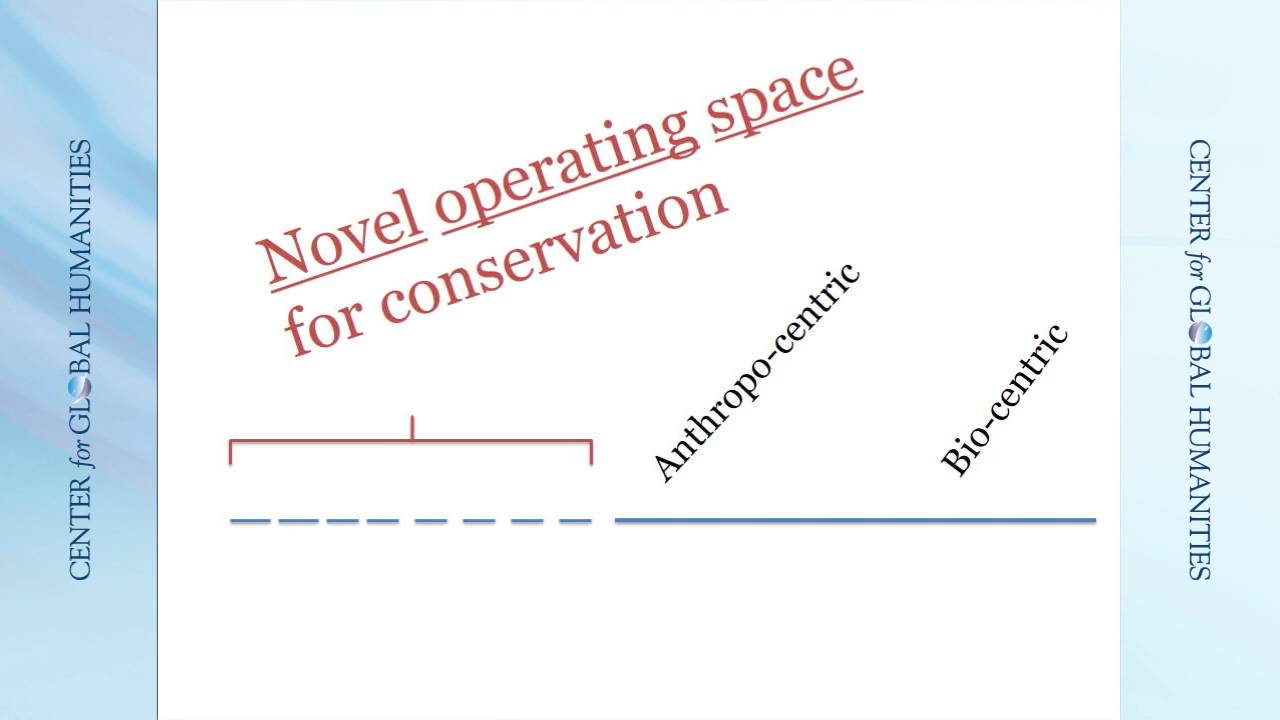 Novel operating space
for conservation
Anthropo-centric
Bio-centric
CENTER for GLOBAL HUMANITIES
CENTER for GLOBAL HUMANITIES